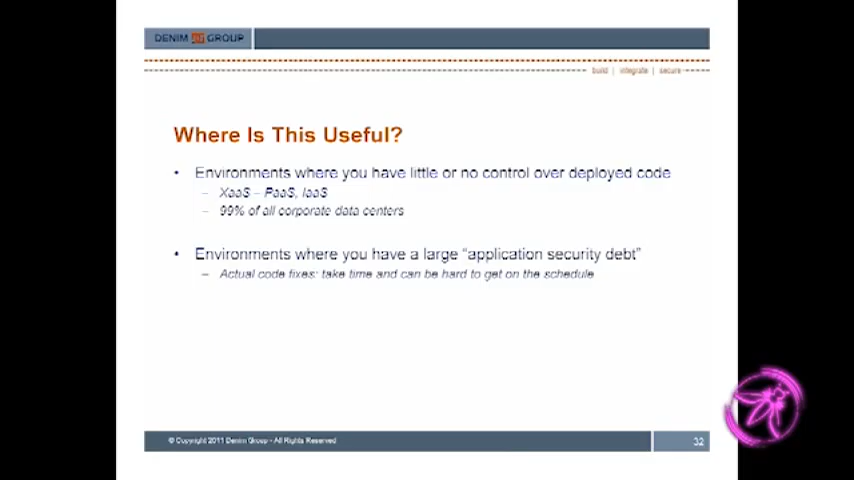 DENIM GROUP
build | integrate | secure
Where Is This Useful?
• Environments where you have little or no control over deployed code
– XaaS – PaaS, IaaS
– 99% of all corporate data centers
• Environments where you have a large “application security debt”
– Actual code fixes: take time and can be hard to get on the schedule
© Copyright 2011 Denim Group - All Rights Reserved
32